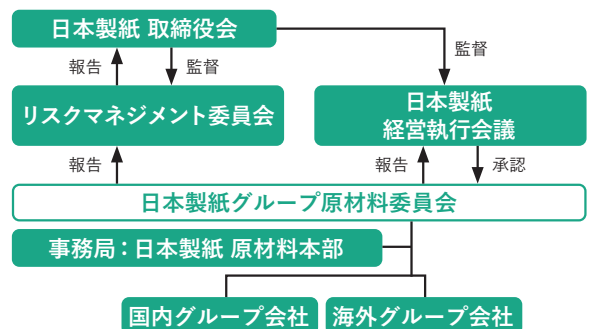 日本製紙 取締役会
報告
監督
監督
リスクマネジメント委員会
日本製紙
経営執行会議
報告
報告
承認
日本製紙グループ原材料委員会
事務局：日本製紙 原材料本部
国内グループ会社
海外グループ会社